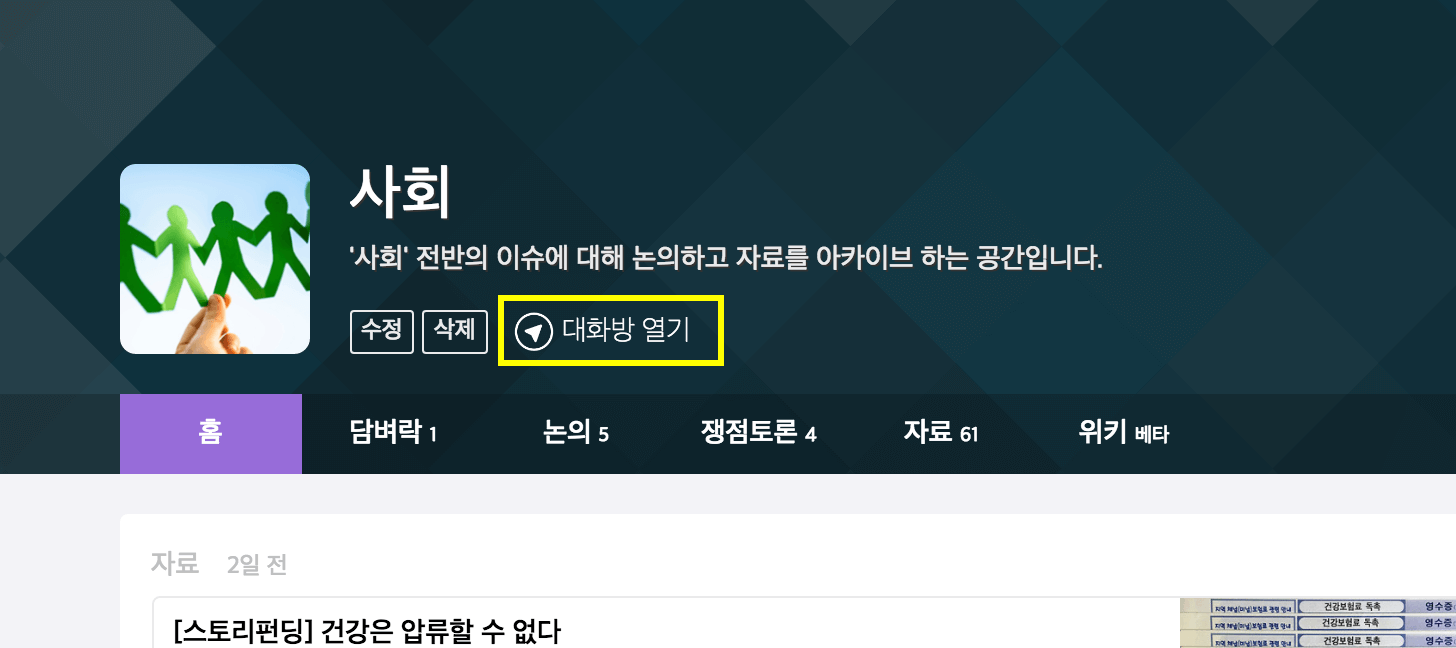 사회
'사회' 전반의 이슈에 대해 논의하고 자료를 아카이브 하는 공간입니다.
수정 삭제 대화방 열기
홈 담벼락 1 논의 5 쟁점토론 4 자료 61 위키 베타
자료 2일 전
[스토리펀딩] 건강은 압류할 수 없다
건강보험료 독촉 영수증
건강보험료 독촉 영수증
건강보험료 독촉 영수증